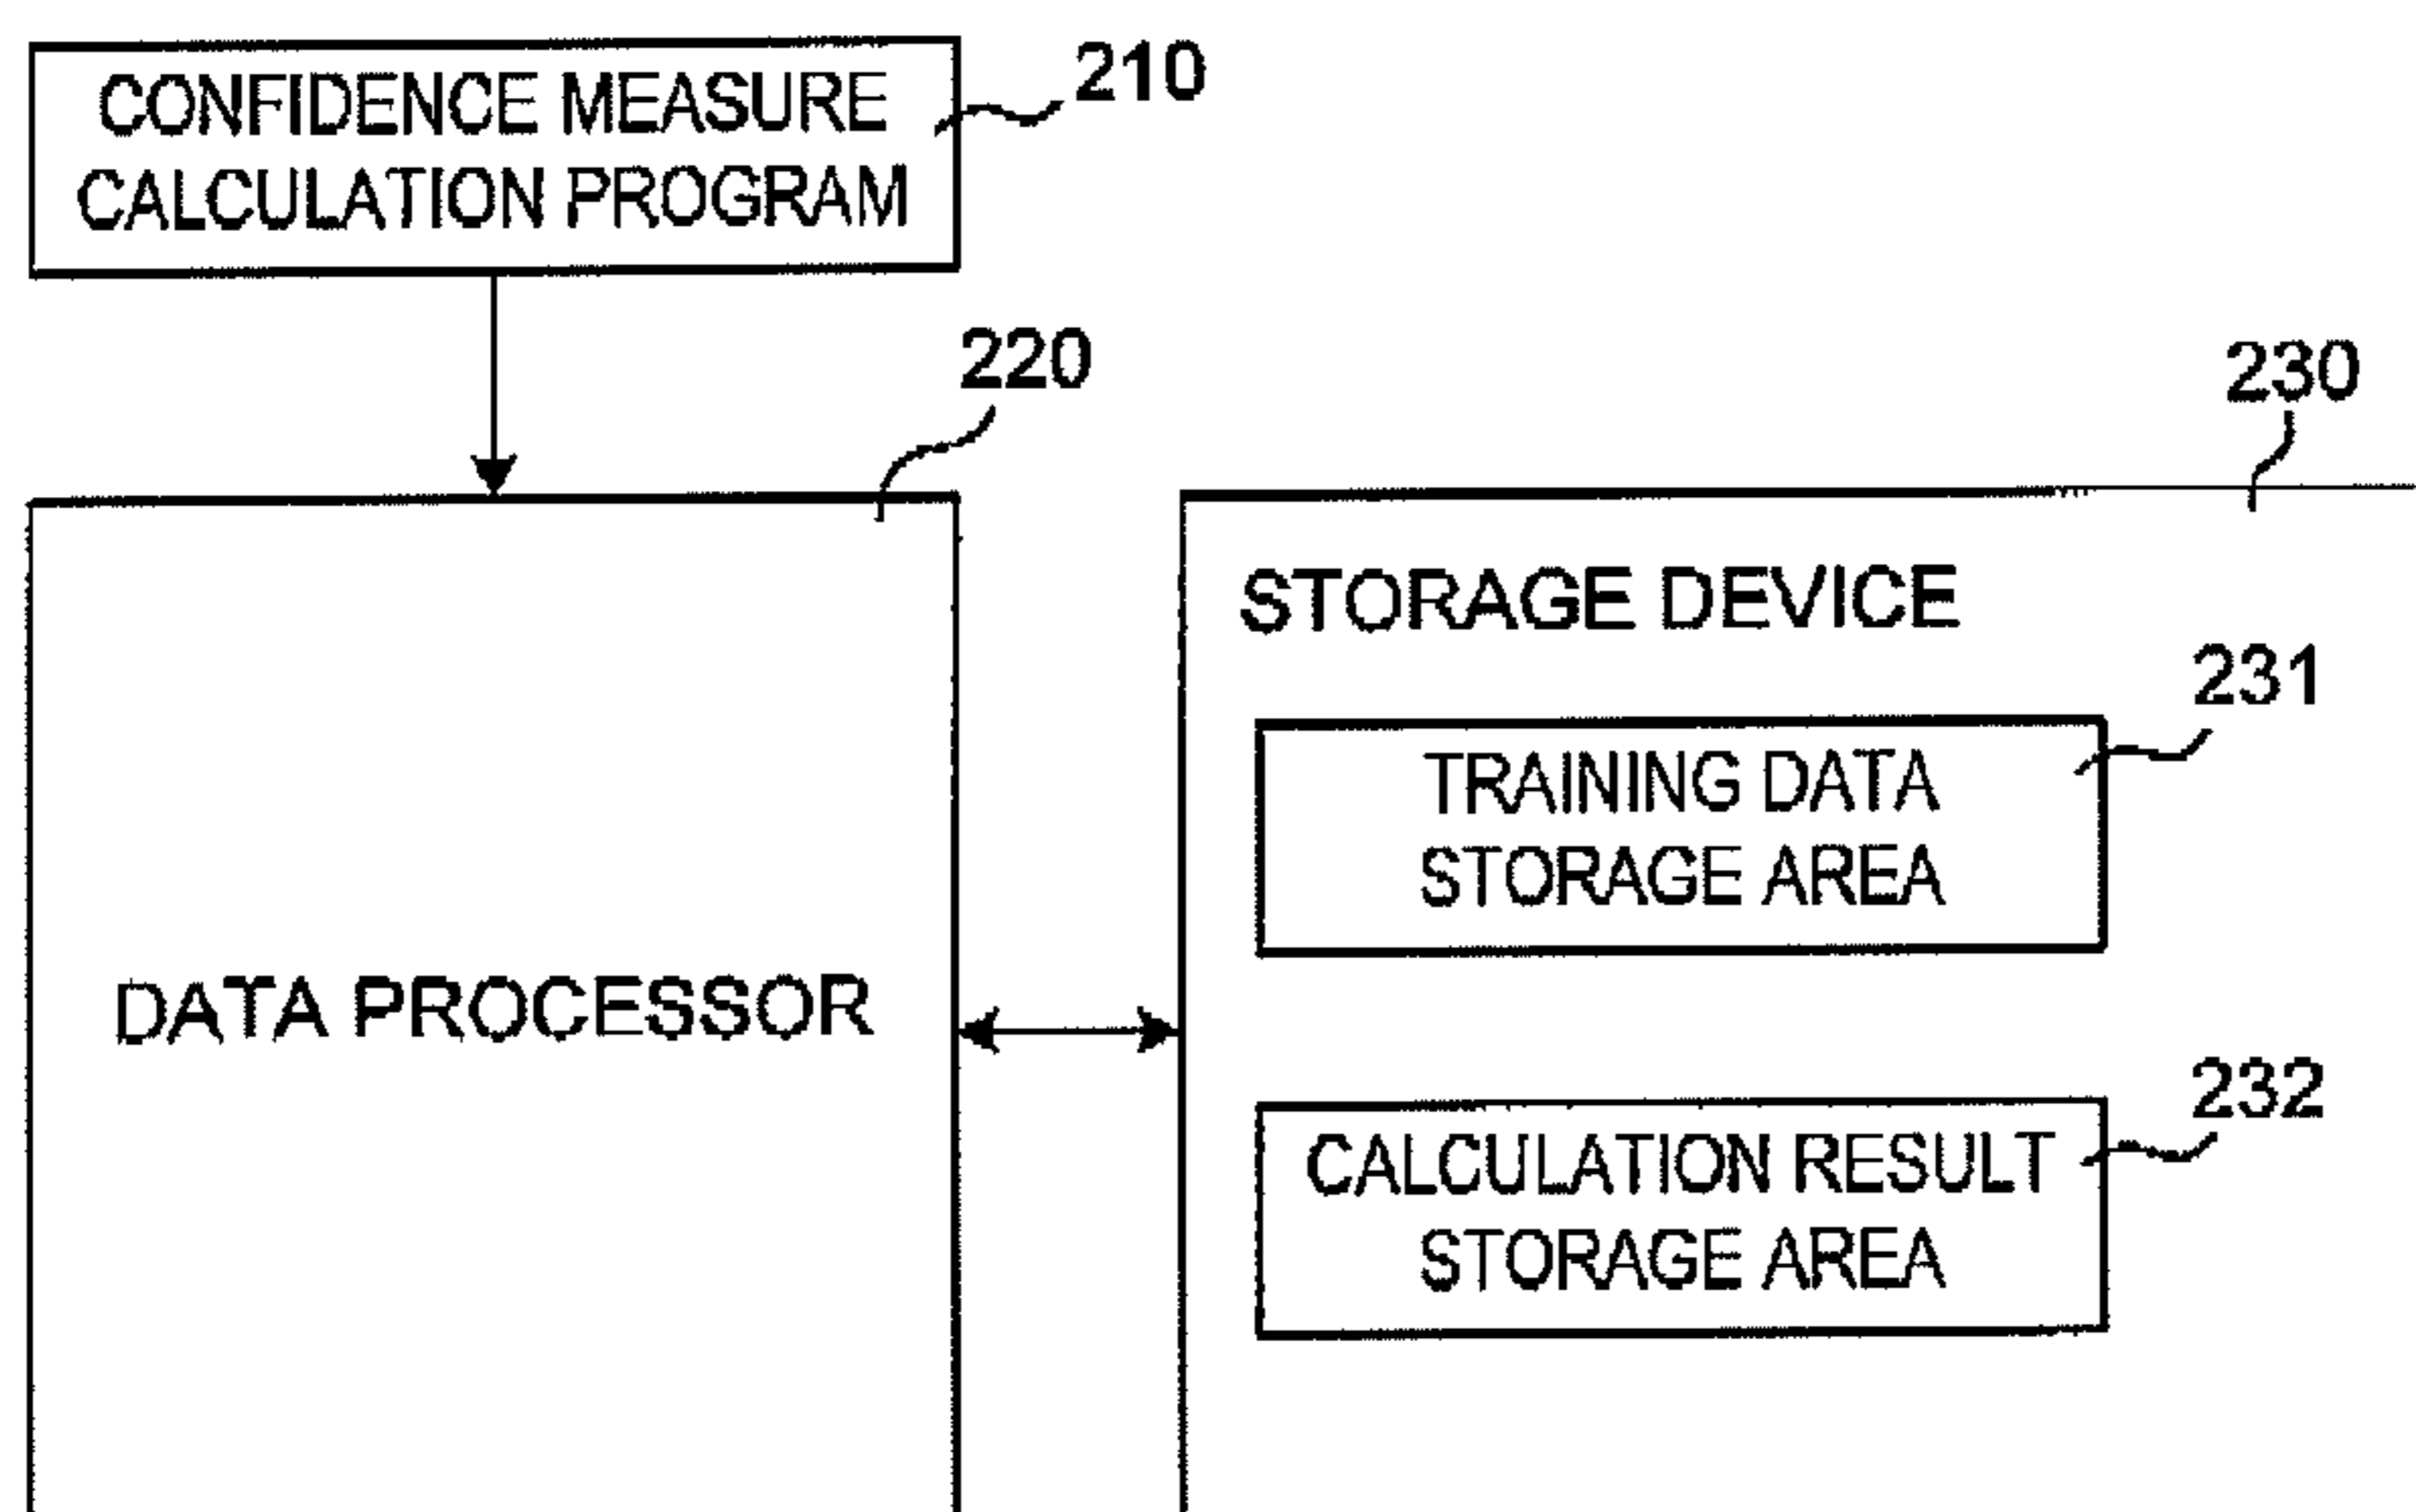 CONFIDENCE MEASURE
CALCULATION PROGRAM
210
220
230
DATA PROCESSOR
STORAGE DEVICE
231
TRAINING DATA
STORAGE AREA
232
CALCULATION RESULT
STORAGE AREA